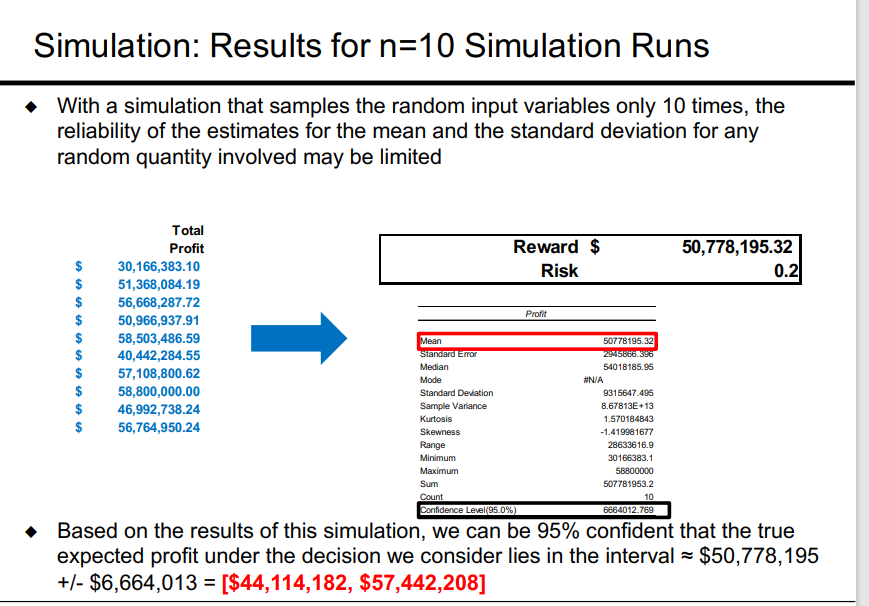 Simulation: Results for n=10 Simulation Runs
◆ With a simulation that samples the random input variables only 10 times, the
reliability of the estimates for the mean and the standard deviation for any
random quantity involved may be limited
Total
Profit
$ 30,166,383.10
$ 51,368,084.19
$ 56,668,287.72
$ 50,966,937.91
$ 58,503,486.59
$ 40,442,284.55
$ 57,108,800.62
$ 58,800,000.00
$ 46,992,738.24
$ 56,764,950.24
Reward $ 50,778,195.32
Risk 0.2
Profit
Mean 50778195.32
Standard Error 2945866.396
Median 54018185.95
Mode #N/A
Standard Deviation 9315647.495
Sample Variance 8.67813E+13
Kurtosis 1.570184843
Skewness -1.419981677
Range 28633616.9
Minimum 30166383.1
Maximum 58800000
Sum 507781953.2
Count 10
Confidence Level(95.0%) 6664012.769
◆ Based on the results of this simulation, we can be 95% confident that the true
expected profit under the decision we consider lies in the interval ≈ $50,778,195
+/- $6,664,013 = [$44,114,182, $57,442,208]